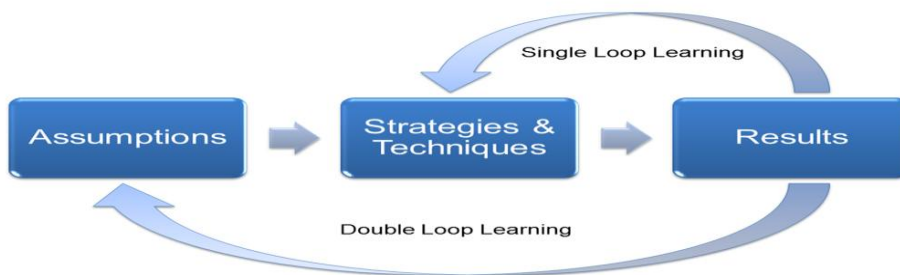 Single Loop Learning
Assumptions
Strategies &
Techniques
Results
Double Loop Learning